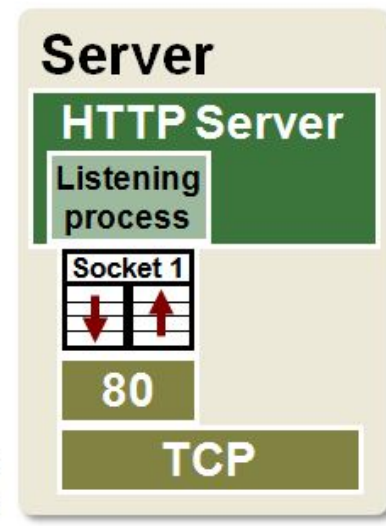 Server
HTTP Server
Listening
process
Socket 1
80
TCP